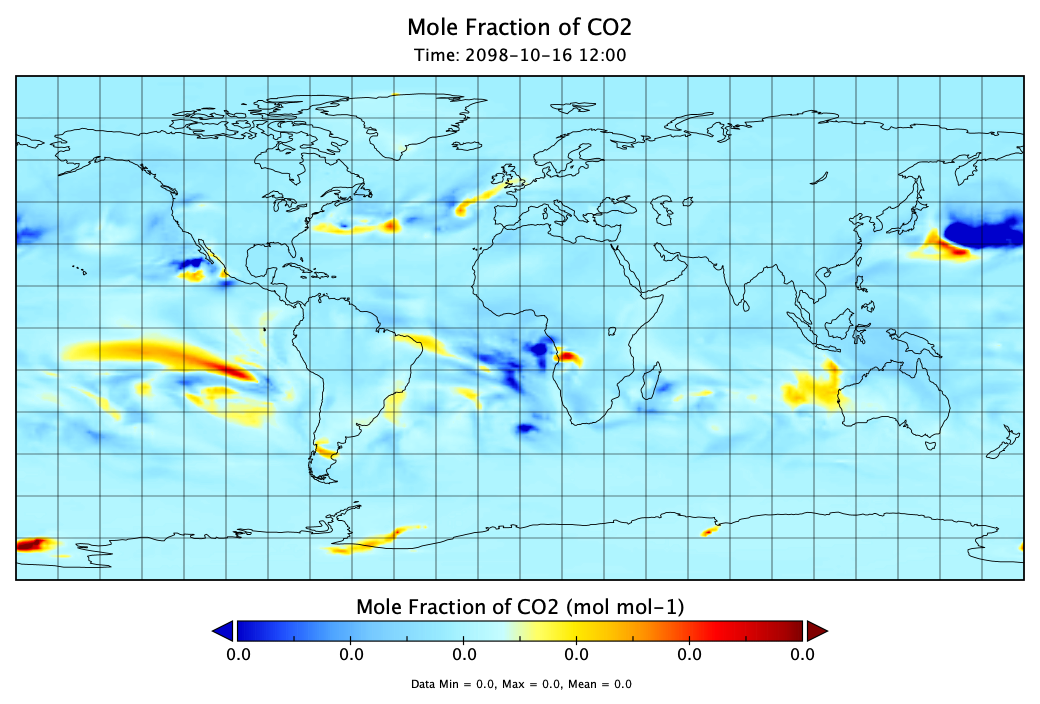 Mole Fraction of CO2
Time: 2098-10-16 12:00
Mole Fraction of CO2 (mol mol-1)
0.0 0.0 0.0 0.0 0.0 0.0
Data Min = 0.0, Max = 0.0, Mean = 0.0